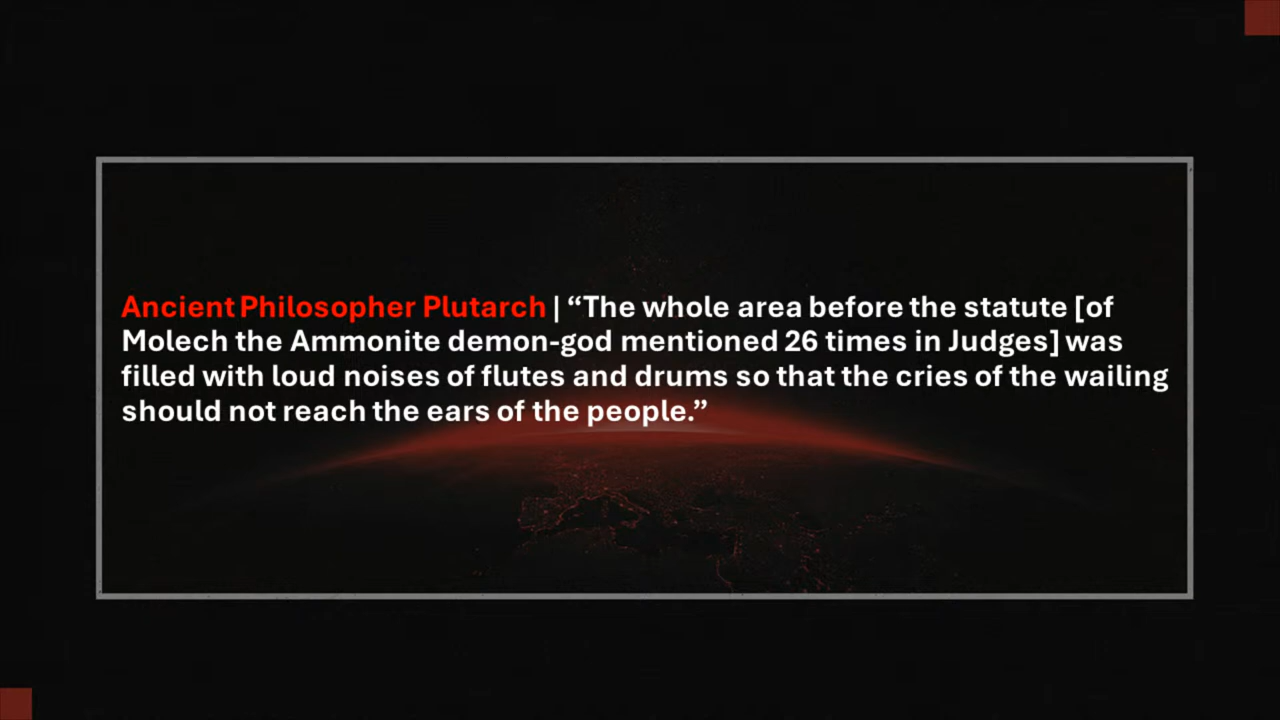 Ancient Philosopher Plutarch | “The whole area before the statute [of
Molech the Ammonite demon-god mentioned 26 times in Judges] was
filled with loud noises of flutes and drums so that the cries of the wailing
should not reach the ears of the people.”